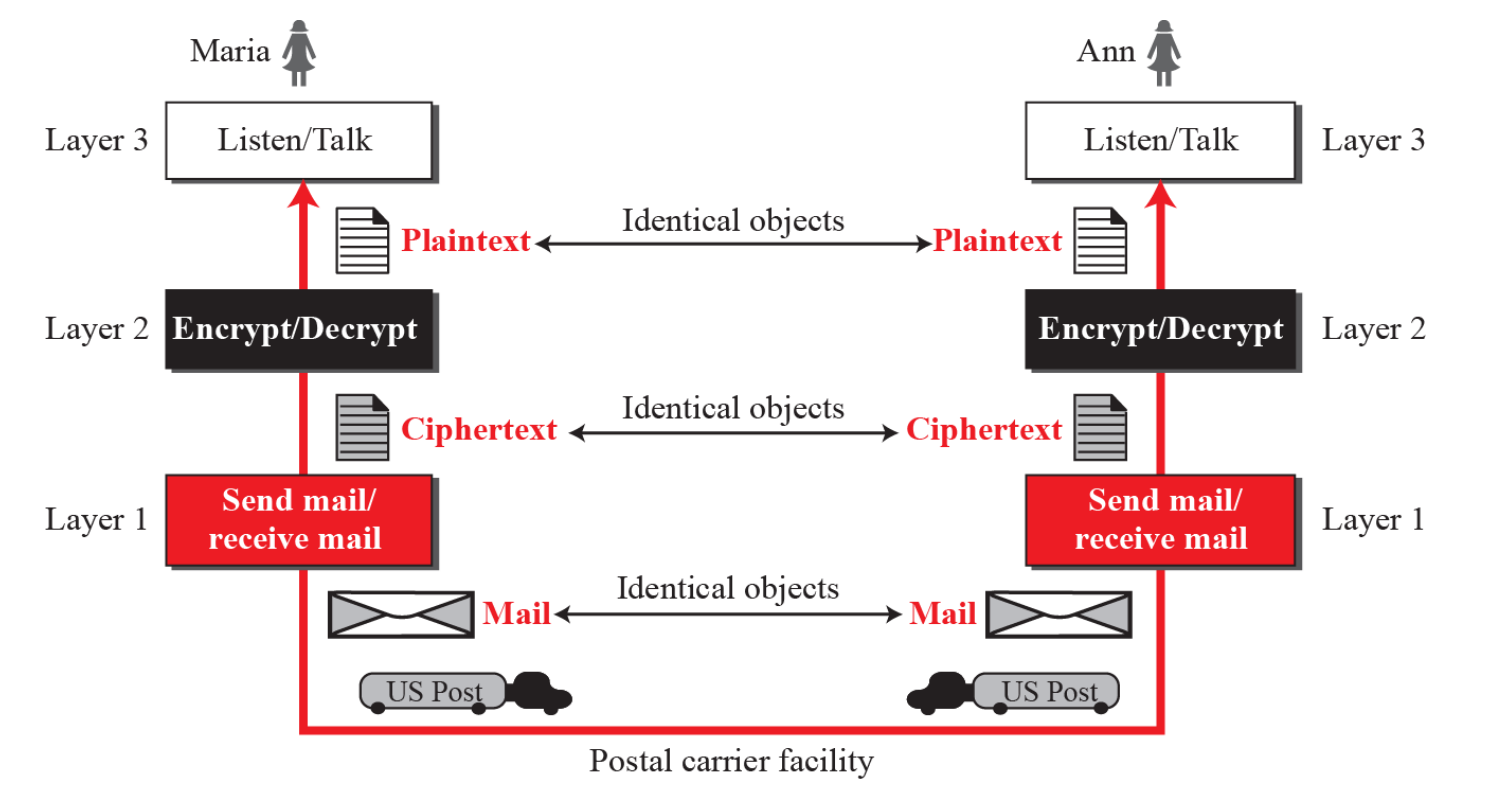 Maria
Ann
Layer 3
Listen/Talk
Listen/Talk
Layer 3
Identical objects
Plaintext
Plaintext
Layer 2
Encrypt/Decrypt
Encrypt/Decrypt
Layer 2
Identical objects
Ciphertext
Ciphertext
Layer 1
Send mail/
receive mail
Send mail/
receive mail
Layer 1
Identical objects
Mail
Mail
US Post
US Post
Postal carrier facility